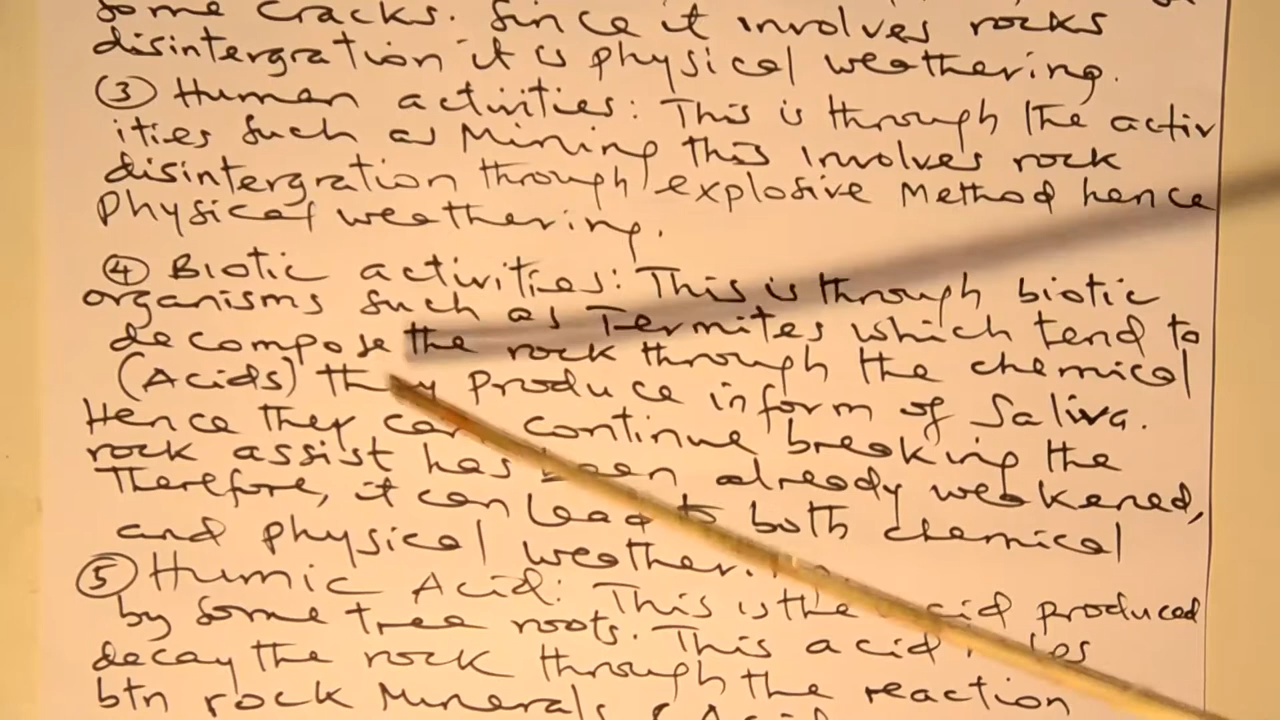 some cracks. Since it involves rocks
disintergration it is physical weathering.
③ Human activities: This is through the activ
ities such as Mining this involves rock
disintergration through explosive Method hence
Physical weathering.
④ Biotic activities: This is through biotic
organisms such as Termites which tend to
decompose the rock through the chemical
(Acids) they produce inform of Saliva.
Hence they can continue breaking the
rock assist has been already weakened,
Therefore, it can lead to both chemical
and physical
⑤ Humic Acid: This is the acid produced
by some tree roots. This acid
decay the rock through the reaction
btn rock Minerals & Acid